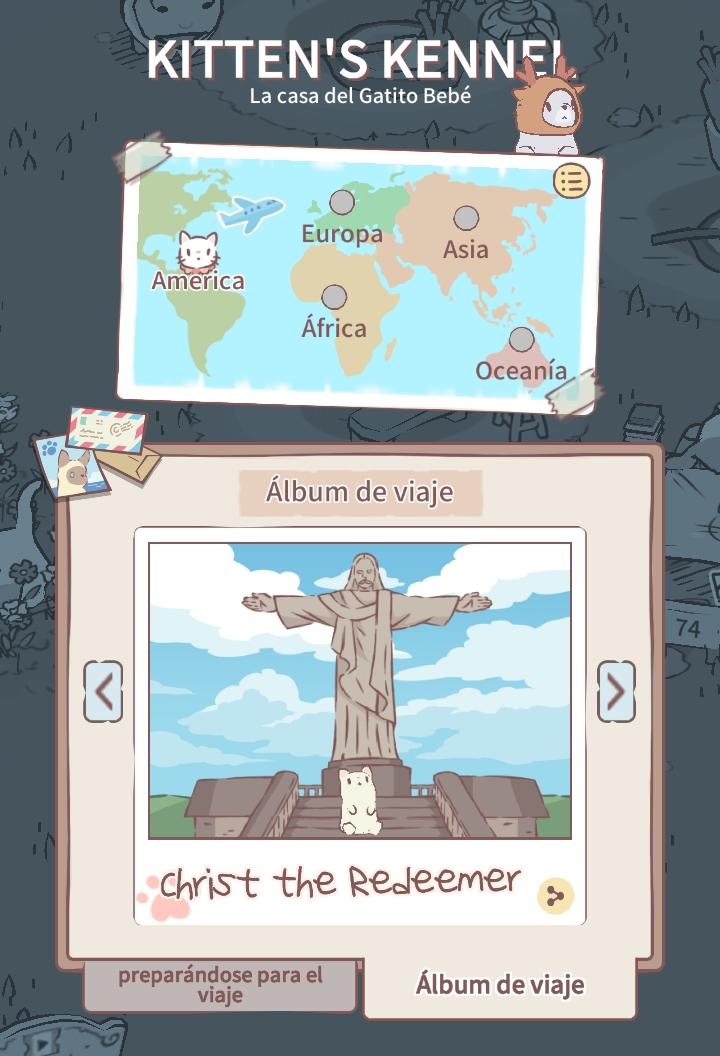 KITTEN'S KENNEL
La casa del Gatito Bebé
Europa
Asia
América
África
Oceanía
Álbum de viaje
74
Christ the Redeemer
preparándose para el
viaje
Álbum de viaje